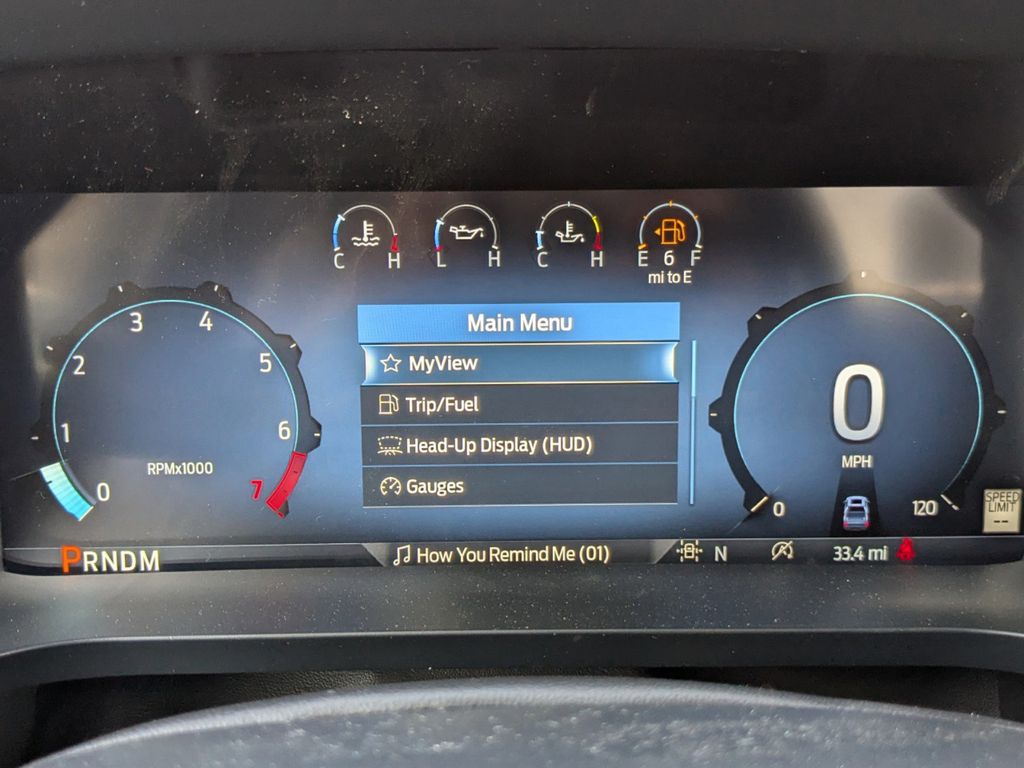 C H
L H
C H
E 6 F
mi to E
Main Menu
MyView
Trip/Fuel
Head-Up Display (HUD)
Gauges
0 1 2 3 4 5 6 7
RPMx1000
0
MPH
0 120
SPEED
LIMIT
--
PRNDM
How You Remind Me (01)
N
33.4 mi